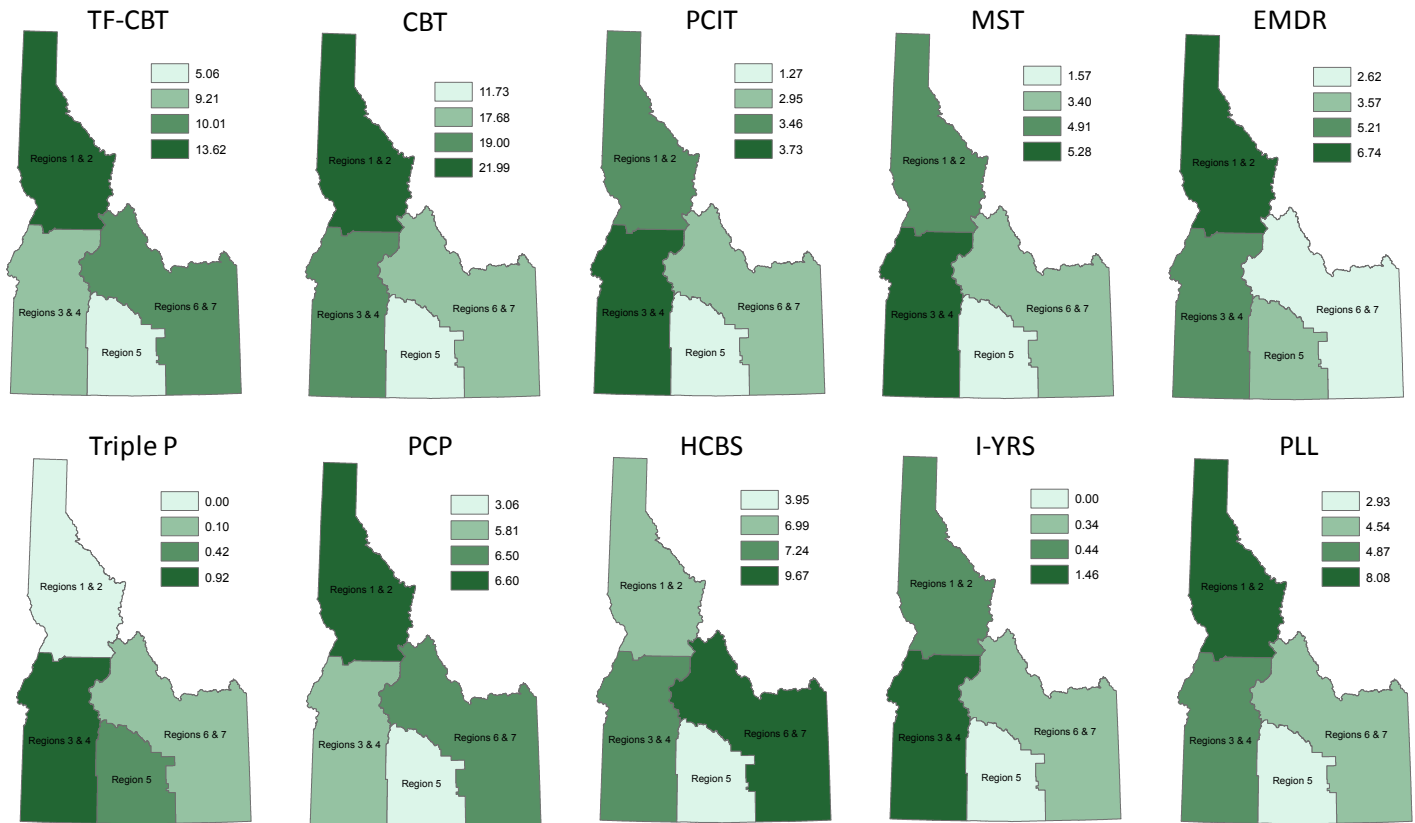 TF-CBT
5.06
9.21
10.01
13.62
Regions 1 & 2
Regions 3 & 4
Regions 6 & 7
Region 5
CBT
11.73
17.68
19.00
21.99
Regions 1 & 2
Regions 3 & 4
Regions 6 & 7
Region 5
PCIT
1.27
2.95
3.46
3.73
Regions 1 & 2
Regions 3 & 4
Regions 6 & 7
Region 5
MST
1.57
3.40
4.91
5.28
Regions 1 & 2
Regions 3 & 4
Regions 6 & 7
Region 5
EMDR
2.62
3.57
5.21
6.74
Regions 1 & 2
Regions 3 & 4
Regions 6 & 7
Region 5
Triple P
0.00
0.10
0.42
0.92
Regions 1 & 2
Regions 3 & 4
Regions 6 & 7
Region 5
PCP
3.06
5.81
6.50
6.60
Regions 1 & 2
Regions 3 & 4
Regions 6 & 7
Region 5
HCBS
3.95
6.99
7.24
9.67
Regions 1 & 2
Regions 3 & 4
Regions 6 & 7
Region 5
I-YRS
0.00
0.34
0.44
1.46
Regions 1 & 2
Regions 3 & 4
Regions 6 & 7
Region 5
PLL
2.93
4.54
4.87
8.08
Regions 1 & 2
Regions 3 & 4
Regions 6 & 7
Region 5